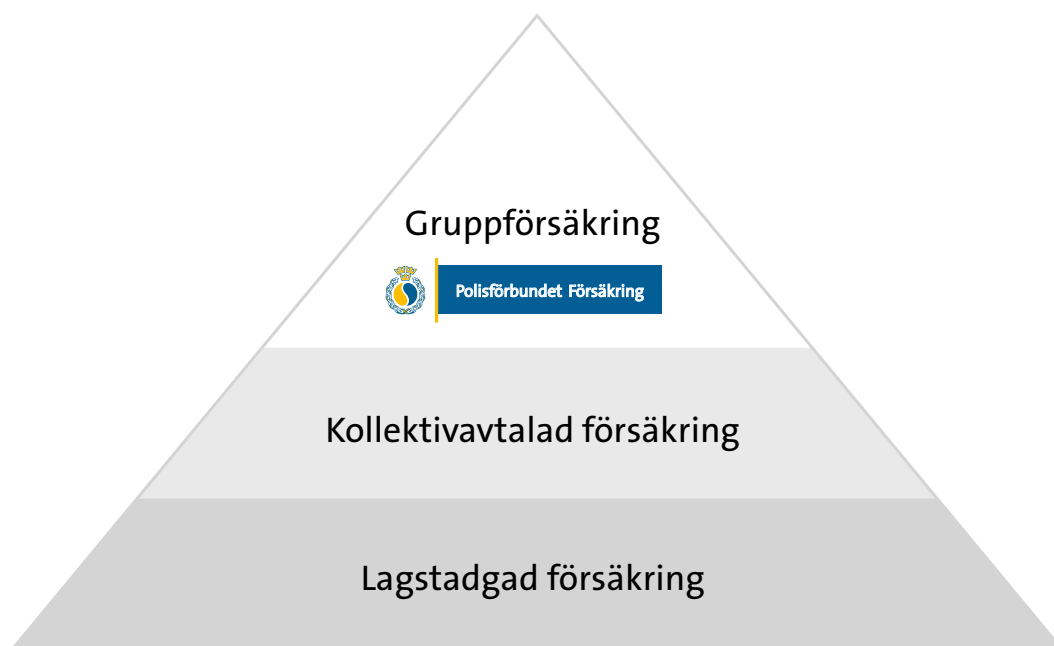 Gruppförsäkring
Polisförbundet Försäkring
Kollektivavtalad försäkring
Lagstadgad försäkring